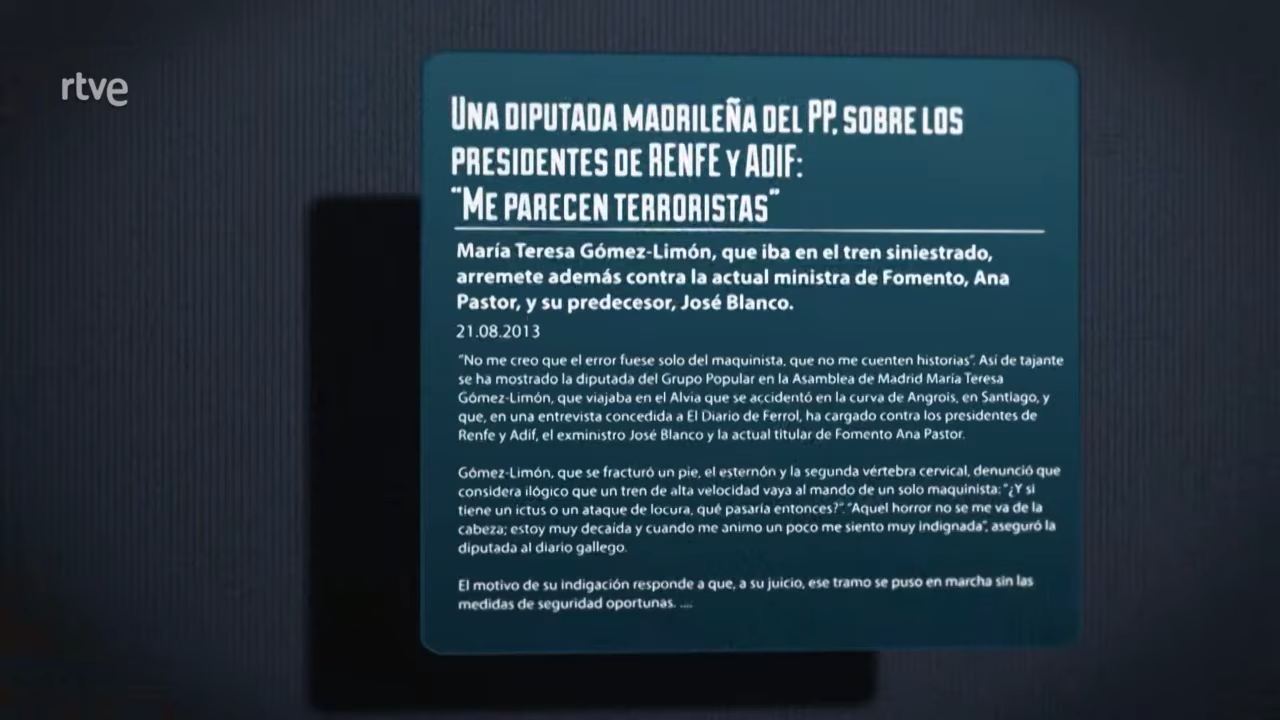 rtve
UNA DIPUTADA MADRILEÑA DEL PP, SOBRE LOS
PRESIDENTES DE RENFE Y ADIF:
"ME PARECEN TERRORISTAS"
María Teresa Gómez-Limón, que iba en el tren siniestrado,
arremete además contra la actual ministra de Fomento, Ana
Pastor, y su predecesor, José Blanco.
21.08.2013
"No me creo que el error fuese solo del maquinista, que no me cuenten historias". Así de tajante
se ha mostrado la diputada del Grupo Popular en la Asamblea de Madrid María Teresa
Gómez-Limón, que viajaba en el Alvia que se accidentó en la curva de Angrois, en Santiago, y
que, en una entrevista concedida a El Diario de Ferrol, ha cargado contra los presidentes de
Renfe y Adif, el exministro José Blanco y la actual titular de Fomento Ana Pastor.
Gómez-Limón, que se fracturó un pie, el esternón y la segunda vértebra cervical, denunció que
considera ilógico que un tren de alta velocidad vaya al mando de un solo maquinista: "¿Y si
tiene un ictus o un ataque de locura, qué pasaría entonces?". "Aquel horror no se me va de la
cabeza; estoy muy decaída y cuando me animo un poco me siento muy indignada", aseguró la
diputada al diario gallego.
El motivo de su indigación responde a que, a su juicio, ese tramo se puso en marcha sin las
medidas de seguridad oportunas. ....